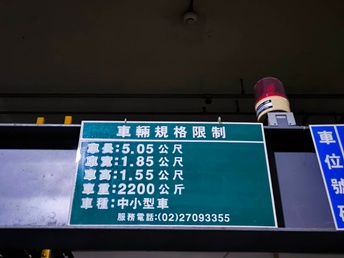 車輛規格限制
車長:5.05公尺
車寬:1.85公尺
車高:1.55公尺
車重:2200公斤
車種:中小型車
服務電話:(02)27093355
車位號碼